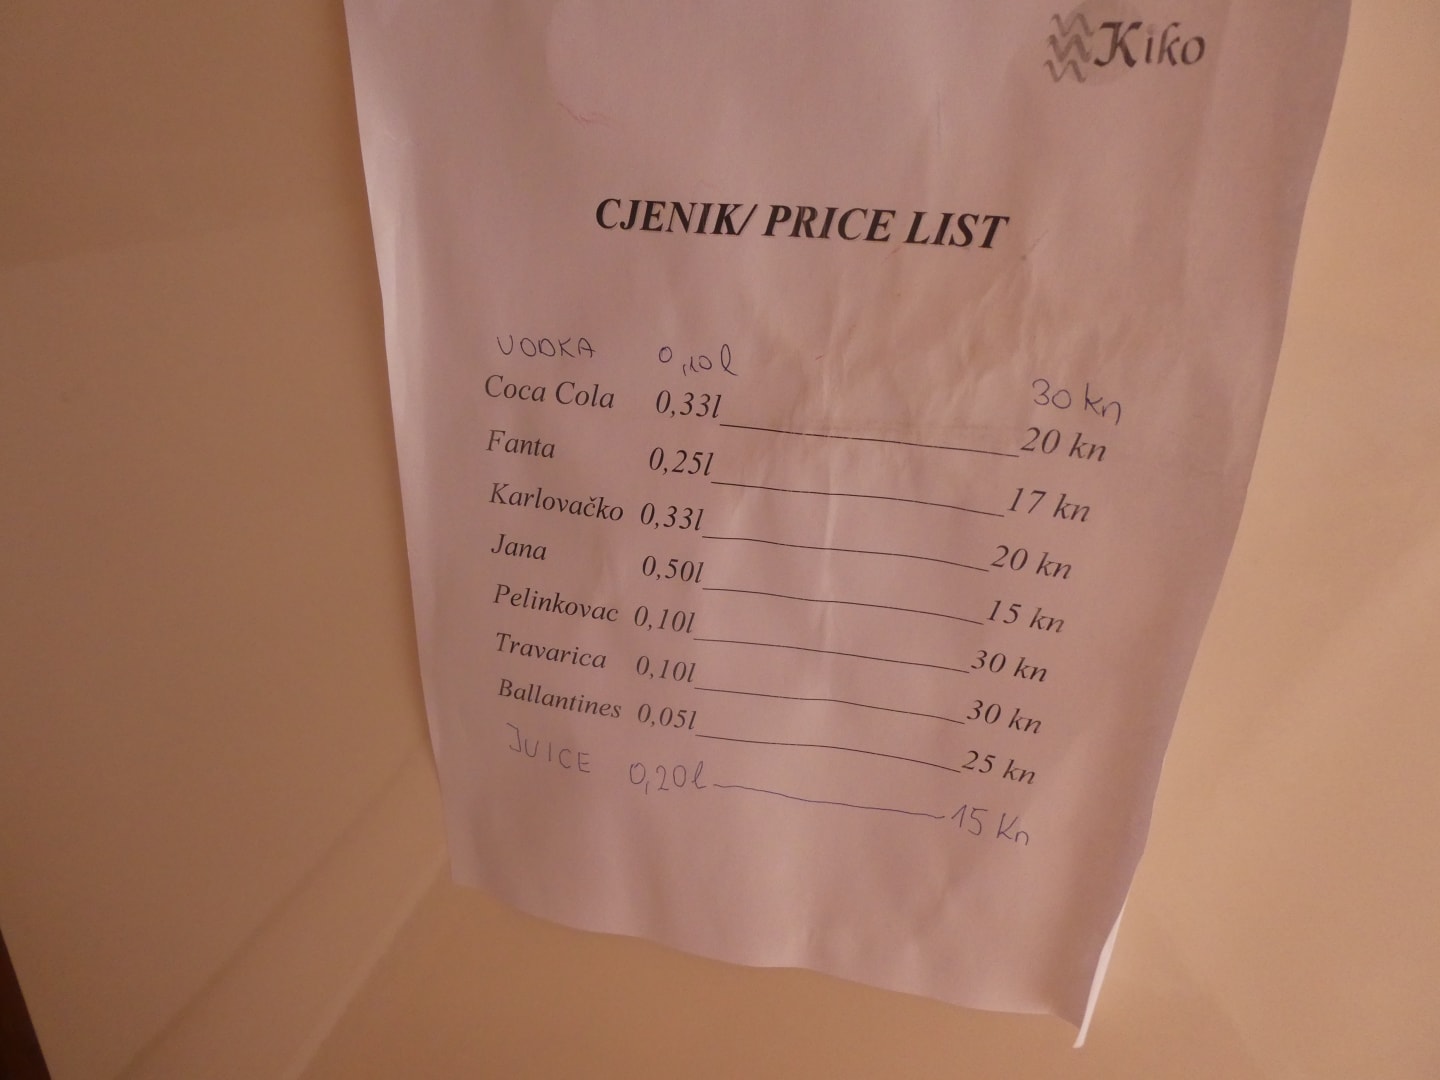 Kiko
CJENIK/ PRICE LIST
VODKA 0,10l 30 kn
Coca Cola 0,33l 20 kn
Fanta 0,25l 17 kn
Karlovačko 0,33l 20 kn
Jana 0,50l 15 kn
Pelinkovac 0,10l 30 kn
Travarica 0,10l 30 kn
Ballantines 0,05l 25 kn
JUICE 0,20l 15 Kn